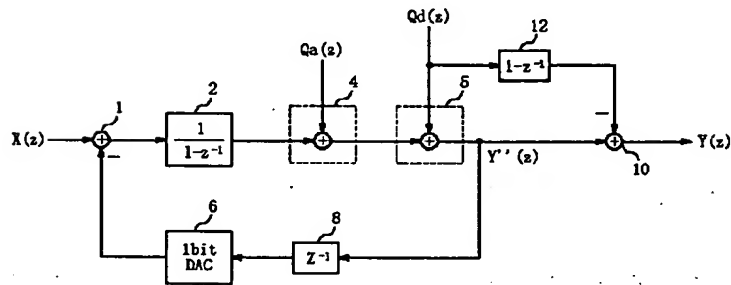 Qd(z)
12
Qa(z)
1-z⁻¹
4
5
1
2
X(z)
1
1-z⁻¹
Y''(z)
Y(z)
10
6
8
1bit
DAC
Z⁻¹